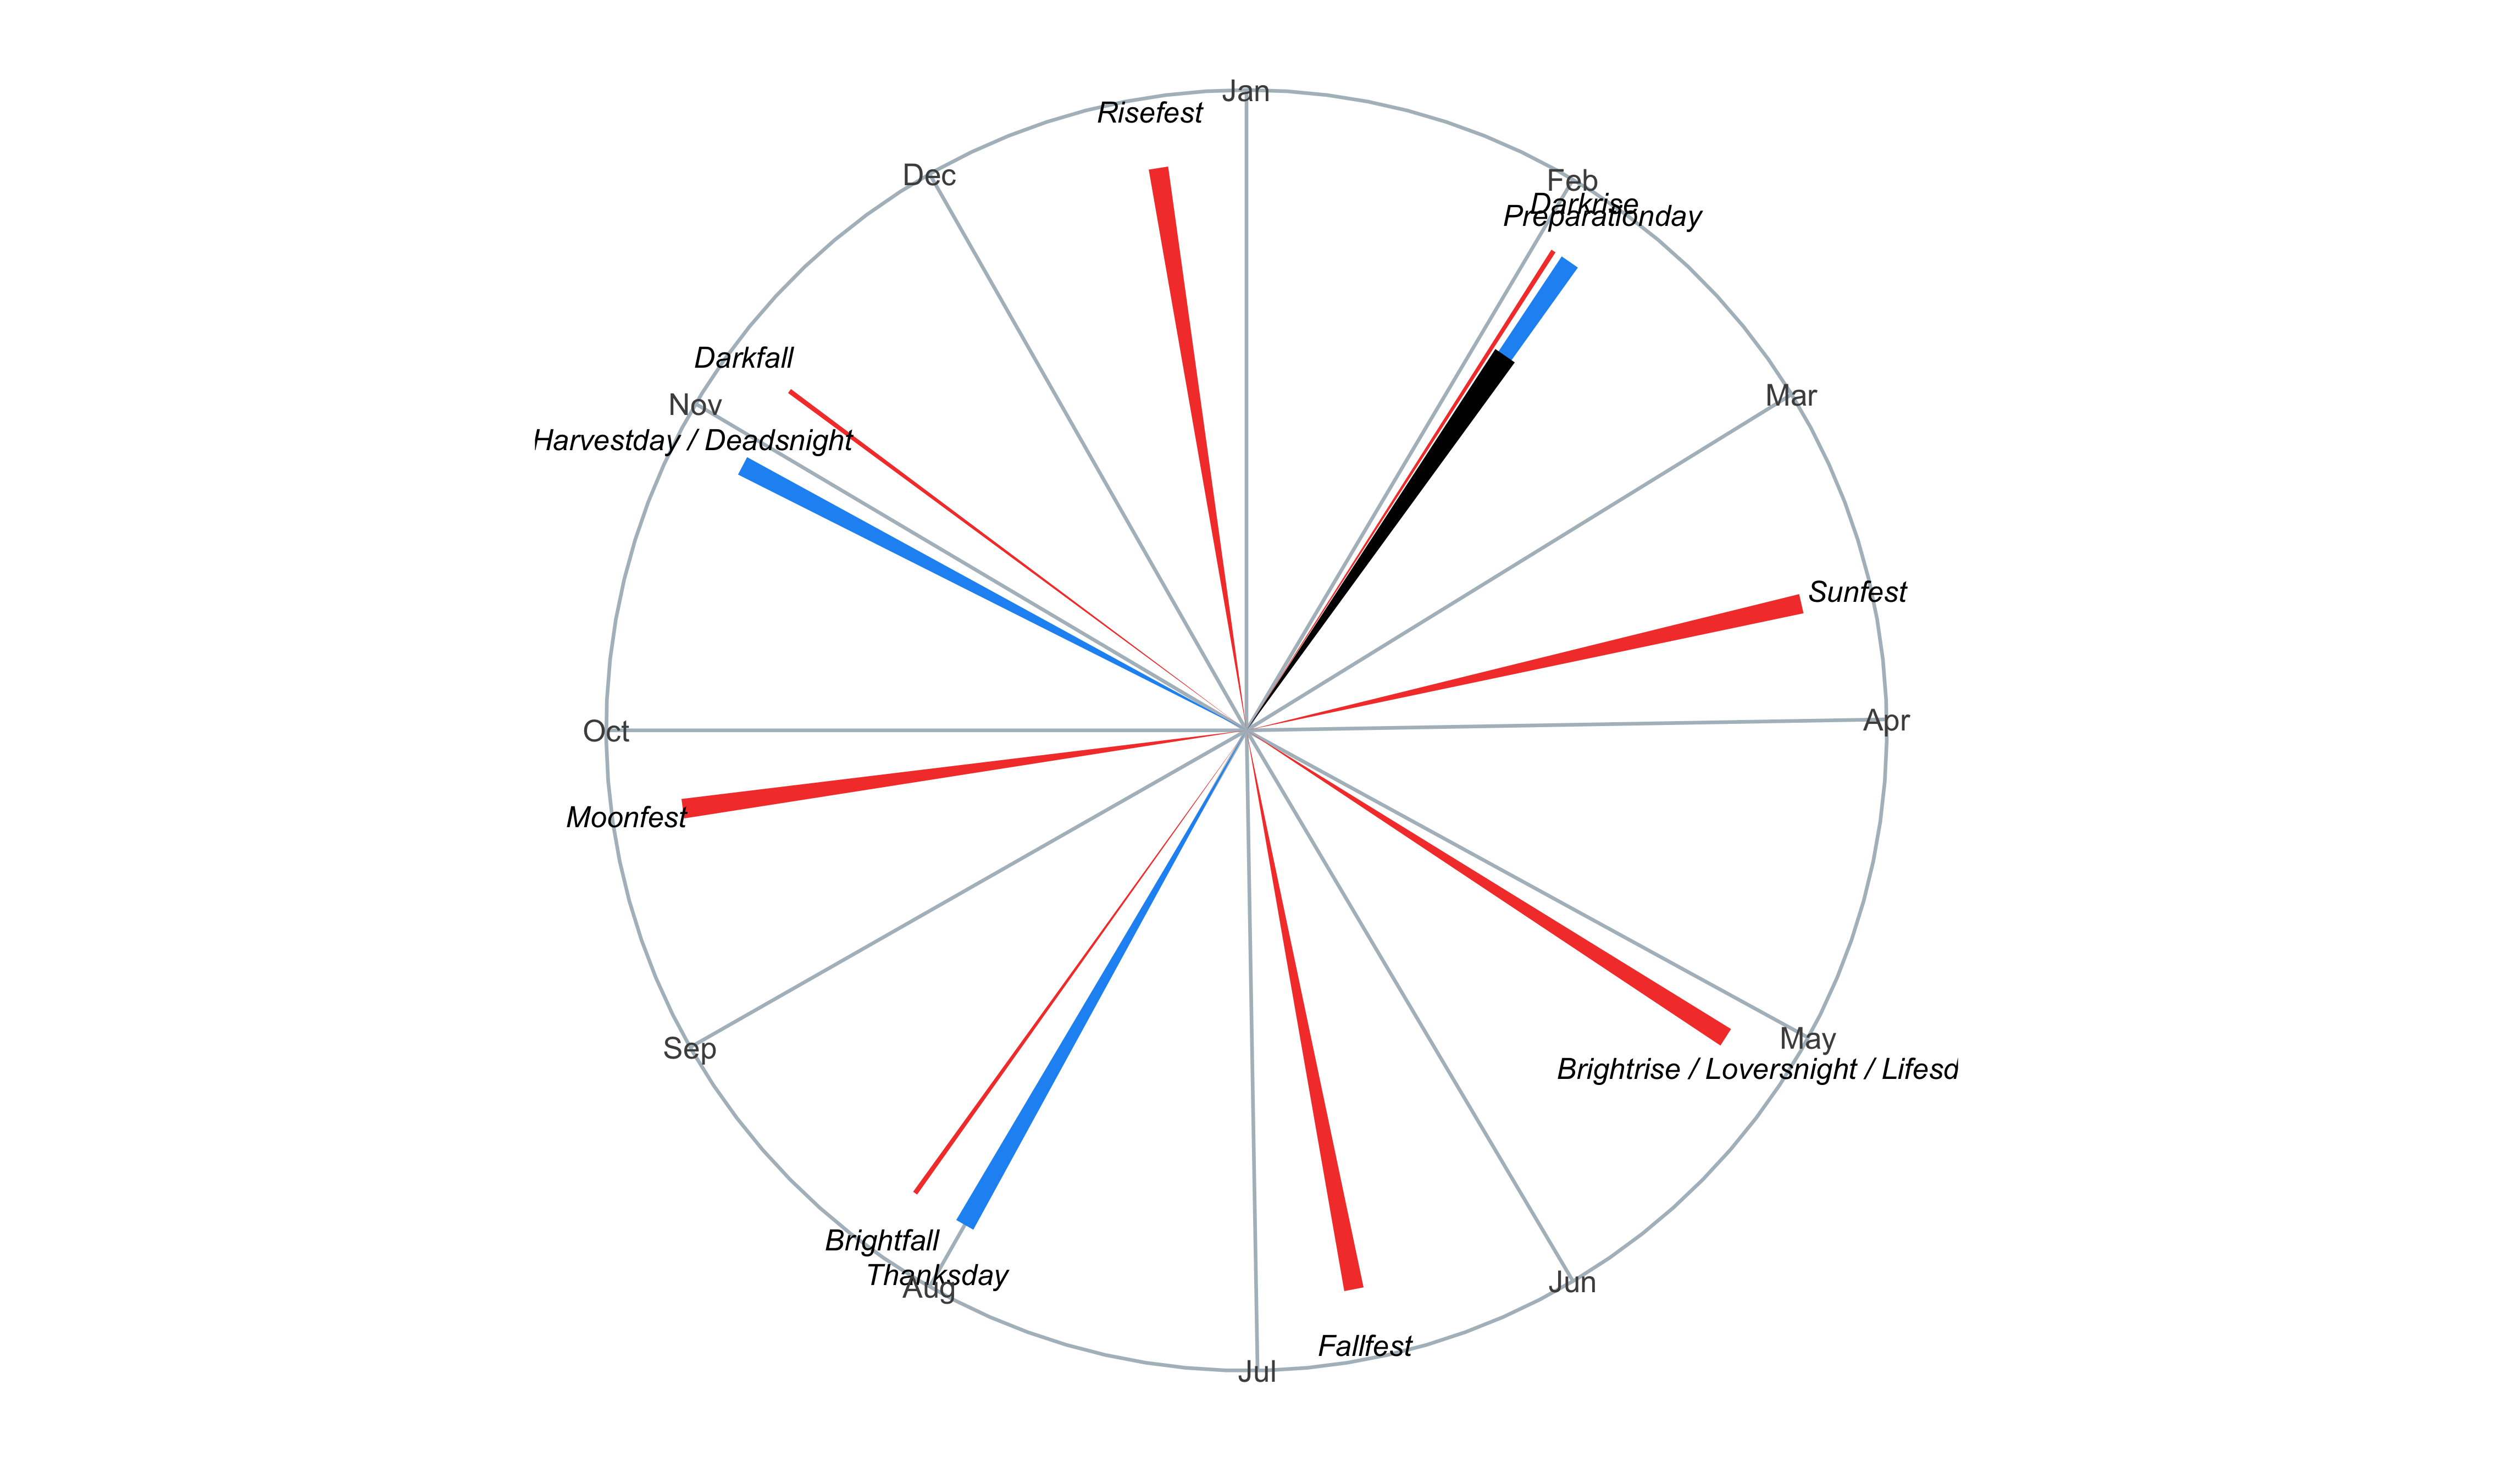 Jan
Risefest
Dec
Feb
Darkrise
Preparationday
Darkfall
Mar
Nov
Harvestday / Deadsnight
Sunfest
Apr
Oct
Moonfest
May
Sep
Brightrise / Loversnight / Lifesd
Brightfall
Thanksday
Aug
Jun
Fallfest
Jul